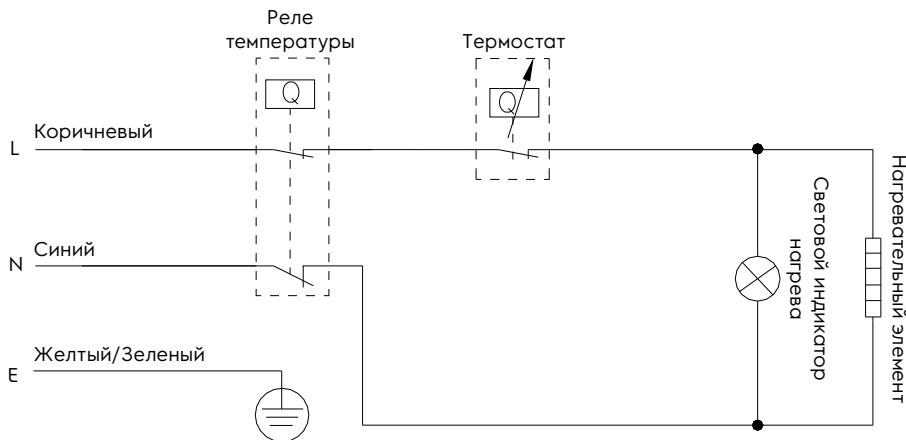 Реле
температуры
Термостат
Q
Q
L
Коричневый
N
Синий
E
Желтый/Зеленый
Световой индикатор
нагрева
Нагревательный элемент